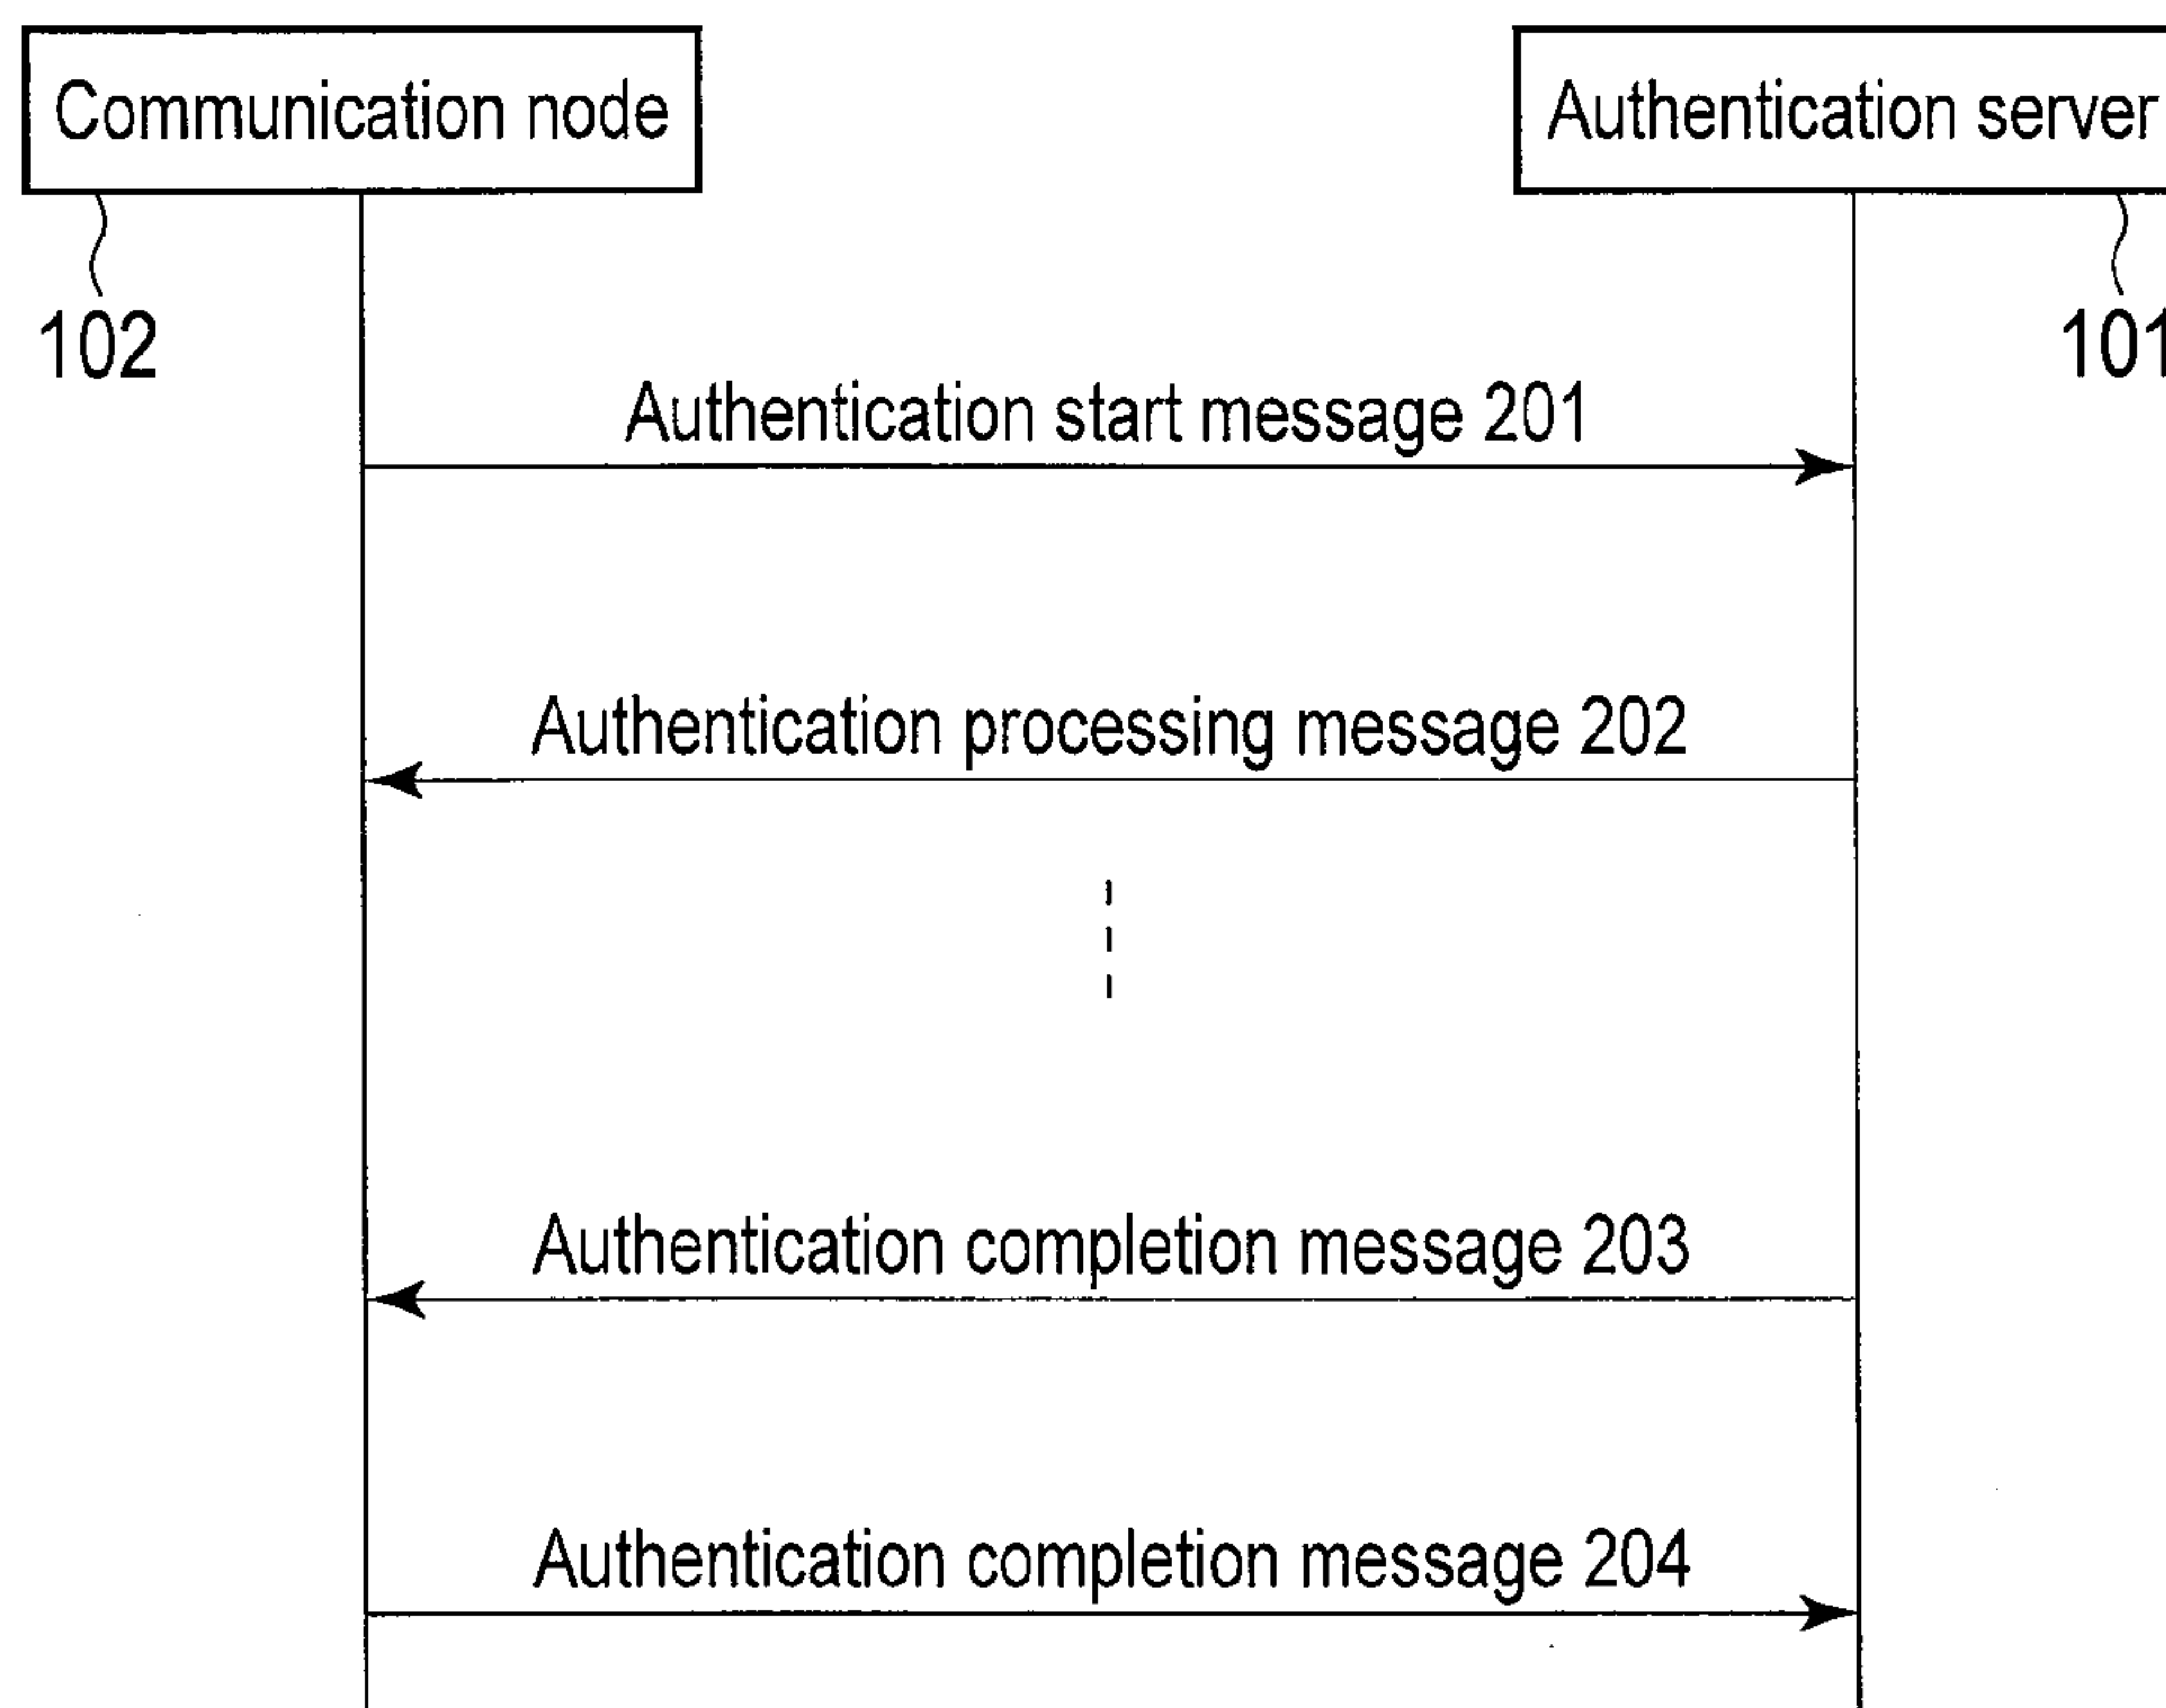 Communication node
Authentication server
102
101
Authentication start message 201
Authentication processing message 202
Authentication completion message 203
Authentication completion message 204